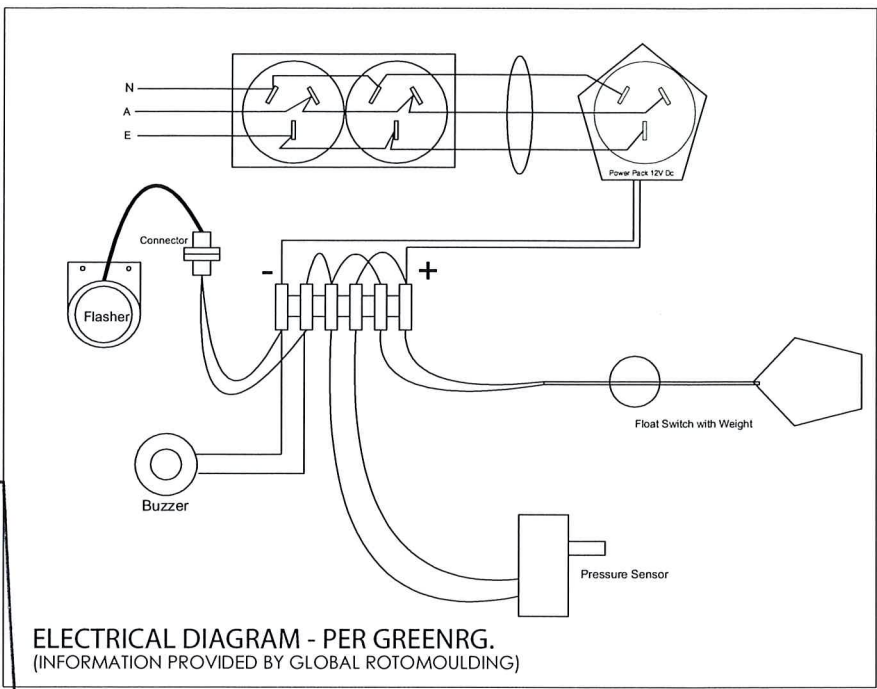 N
A
E
Power Pack 12V Dc
Connector
-
+
Flasher
Float Switch with Weight
Buzzer
Pressure Sensor
ELECTRICAL DIAGRAM - PER GREENRG.
(INFORMATION PROVIDED BY GLOBAL ROTOMOULDING)